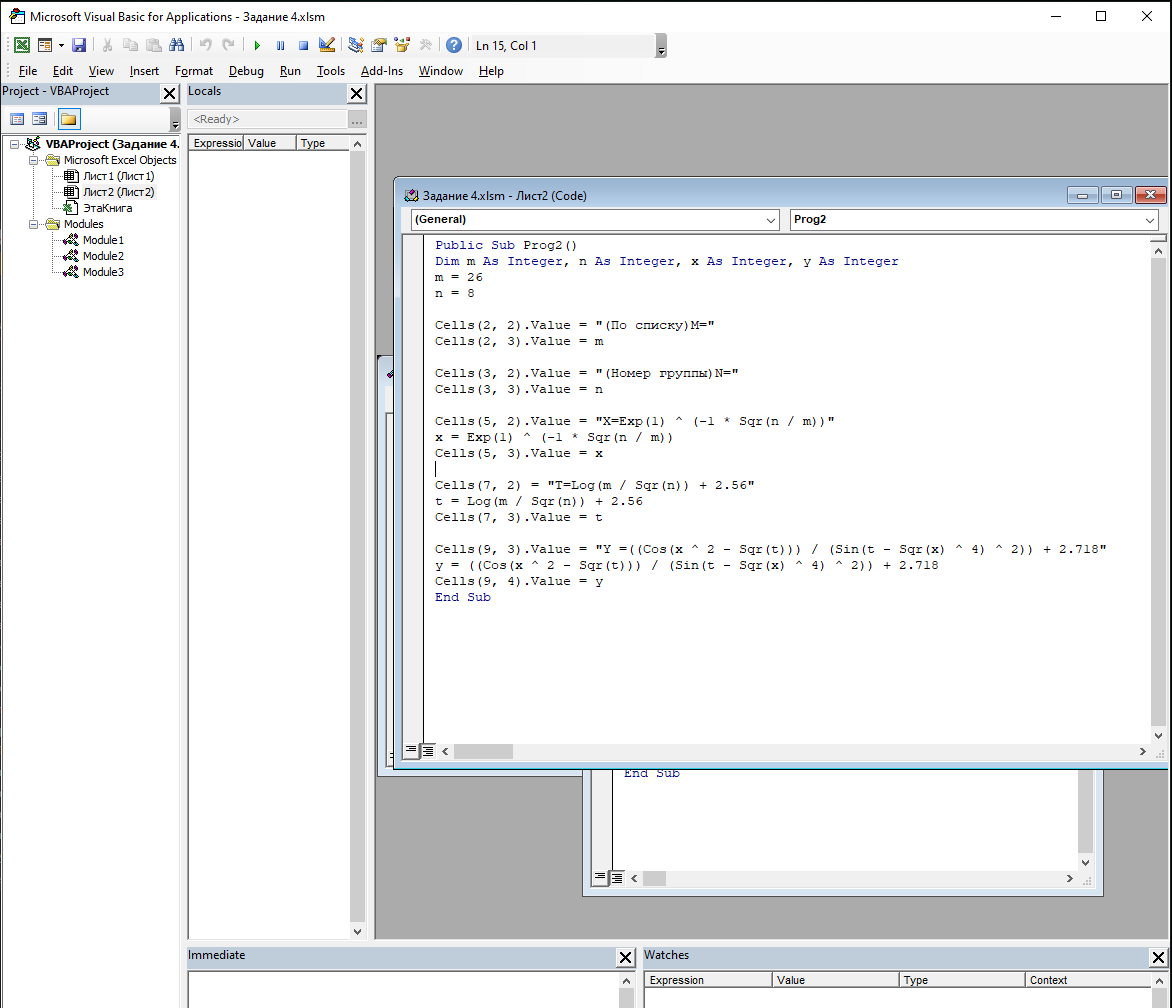 Microsoft Visual Basic for Applications - Задание 4.xlsm
Ln 15, Col 1
File Edit View Insert Format Debug Run Tools Add-Ins Window Help
Project - VBAProject
VBAProject (Задание 4.
Microsoft Excel Objects
Лист1 (Лист1)
Лист2 (Лист2)
ЭтаКнига
Modules
Module1
Module2
Module3
Locals
<Ready>
...
Expressio Value Type
Задание 4.xlsm - Лист2 (Code)
(General) Prog2
Public Sub Prog2()
Dim m As Integer, n As Integer, x As Integer, y As Integer
m = 26
n = 8
Cells(2, 2).Value = "(По списку)M="
Cells(2, 3).Value = m
Cells(3, 2).Value = "(Номер группы)N="
Cells(3, 3).Value = n
Cells(5, 2).Value = "X=Exp(1) ^ (-1 * Sqr(n / m))"
x = Exp(1) ^ (-1 * Sqr(n / m))
Cells(5, 3).Value = x
Cells(7, 2) = "T=Log(m / Sqr(n)) + 2.56"
t = Log(m / Sqr(n)) + 2.56
Cells(7, 3).Value = t
Cells(9, 3).Value = "Y =((Cos(x ^ 2 - Sqr(t))) / (Sin(t - Sqr(x) ^ 4) ^ 2)) + 2.718"
y = ((Cos(x ^ 2 - Sqr(t))) / (Sin(t - Sqr(x) ^ 4) ^ 2)) + 2.718
Cells(9, 4).Value = y
End Sub
End Sub
Immediate
Watches
Expression Value Type Context